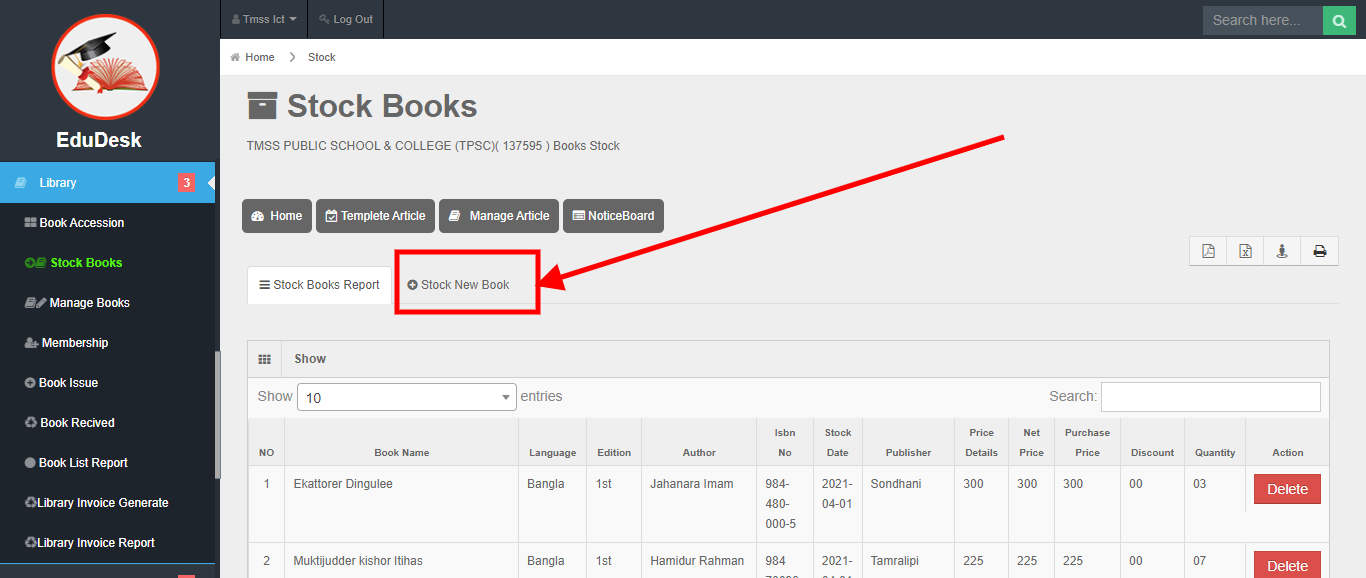 Tmss Ict
Log Out
Search here...
EduDesk
Home
Stock
Stock Books
TMSS PUBLIC SCHOOL & COLLEGE (TPSC)( 137595 ) Books Stock
Library
3
Book Accession
Stock Books
Manage Books
Membership
Book Issue
Book Recived
Book List Report
Library Invoice Generate
Library Invoice Report
Home
Templete Article
Manage Article
NoticeBoard
Stock Books Report
Stock New Book
Show
Show 10 entries
Search:
NO Book Name Language Edition Author Isbn No Stock Date Publisher Price Details Net Price Purchase Price Discount Quantity Action
1 Ekattorer Dingulee Bangla 1st Jahanara Imam 984-480-000-5 2021-04-01 Sondhani 300 300 300 00 03 Delete
2 Muktijudder kishor Itihas Bangla 1st Hamidur Rahman 984 2021- Tamralipi 225 225 225 00 07 Delete